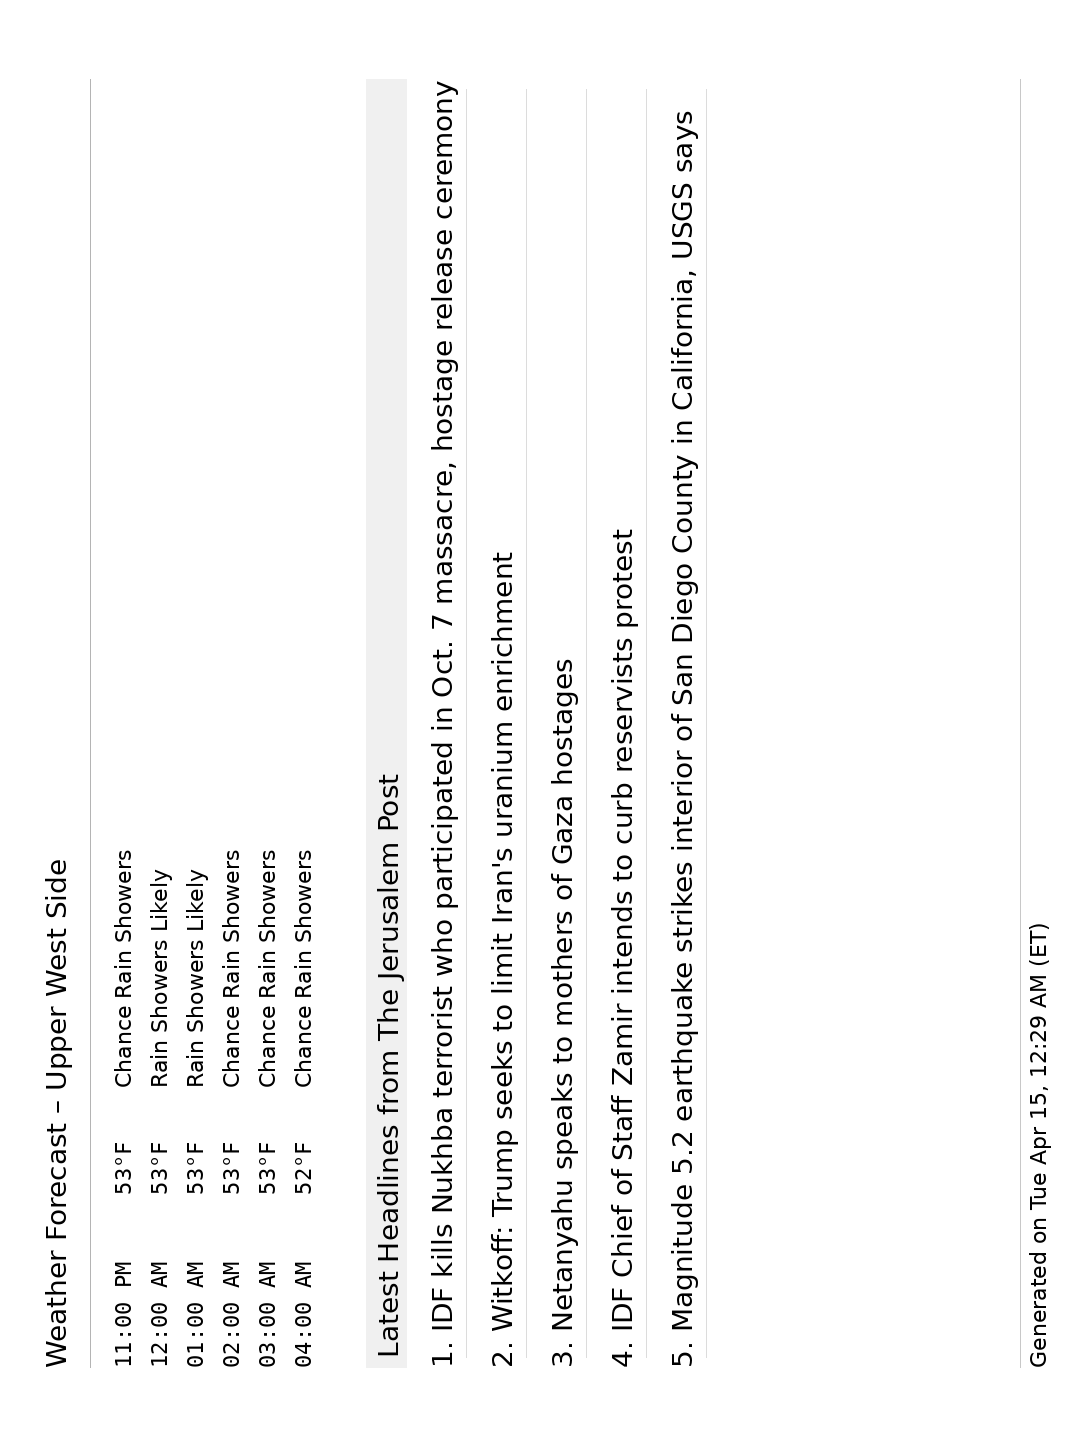 Weather Forecast – Upper West Side
11:00 PM 53°F Chance Rain Showers
12:00 AM 53°F Rain Showers Likely
01:00 AM 53°F Rain Showers Likely
02:00 AM 53°F Chance Rain Showers
03:00 AM 53°F Chance Rain Showers
04:00 AM 52°F Chance Rain Showers
Latest Headlines from The Jerusalem Post
1. IDF kills Nukhba terrorist who participated in Oct. 7 massacre, hostage release ceremony
2. Witkoff: Trump seeks to limit Iran's uranium enrichment
3. Netanyahu speaks to mothers of Gaza hostages
4. IDF Chief of Staff Zamir intends to curb reservists protest
5. Magnitude 5.2 earthquake strikes interior of San Diego County in California, USGS says
Generated on Tue Apr 15, 12:29 AM (ET)